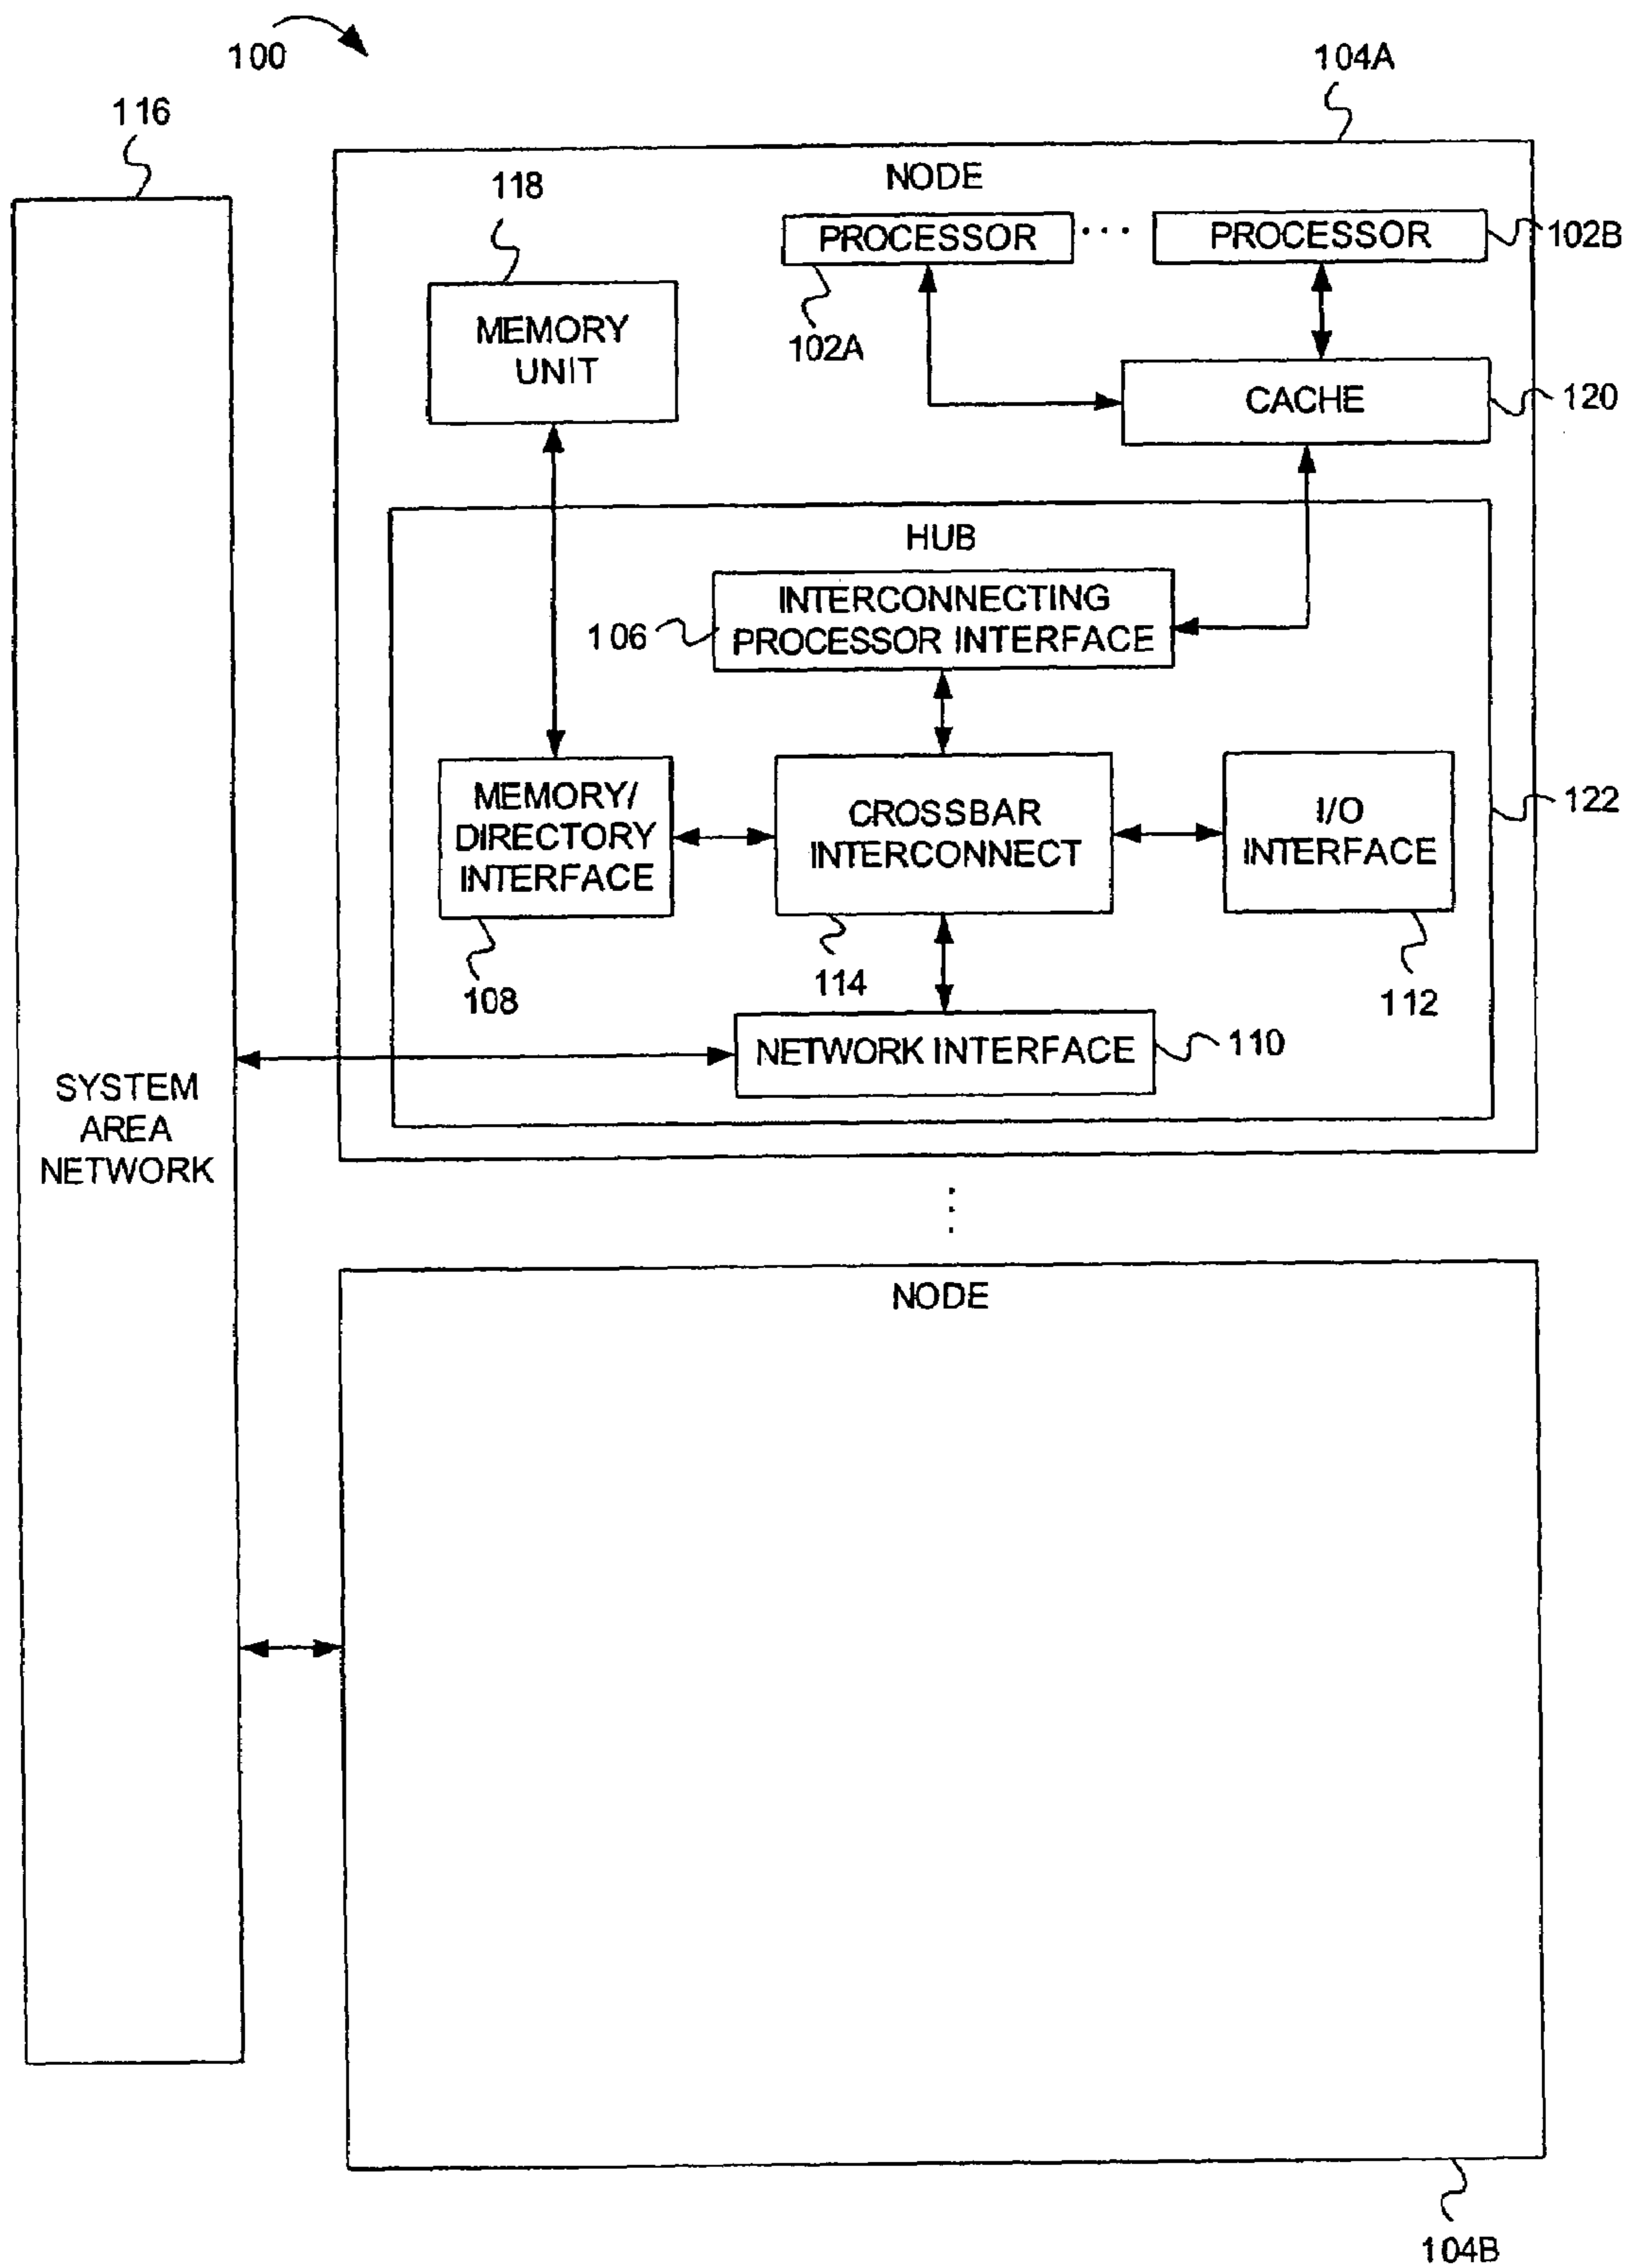 100
104A
116
NODE
118
PROCESSOR
...
PROCESSOR
102B
MEMORY
UNIT
102A
CACHE
120
HUB
INTERCONNECTING
PROCESSOR INTERFACE
106
MEMORY/
DIRECTORY
INTERFACE
CROSSBAR
INTERCONNECT
I/O
INTERFACE
122
108
114
112
NETWORK INTERFACE
110
SYSTEM
AREA
NETWORK
NODE
104B